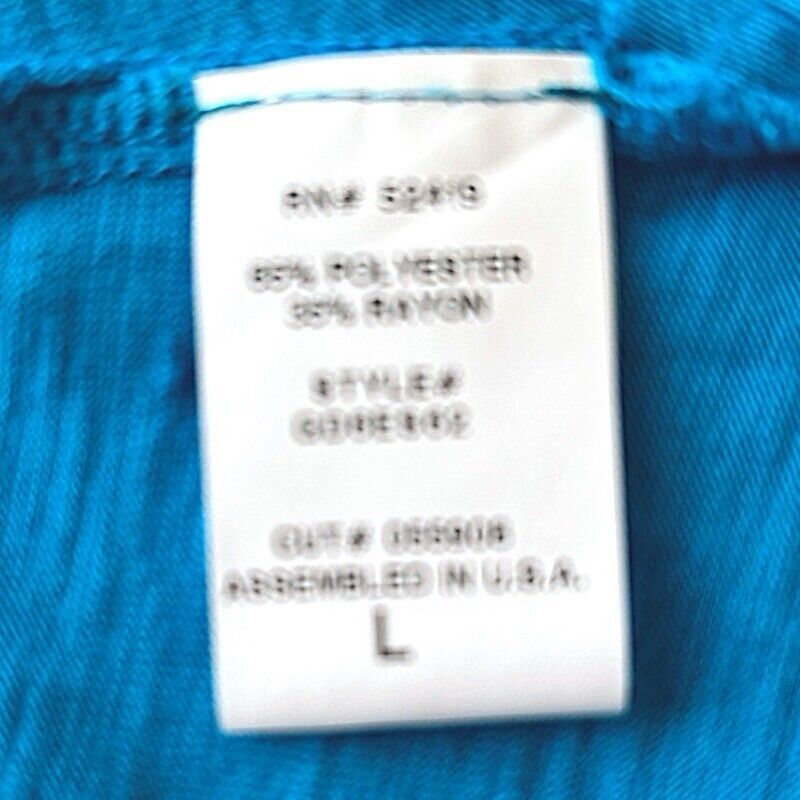 RN#
65% POLYESTER
35% RAYON
STYLE#
CUT#
ASSEMBLED IN U.S.A.
L